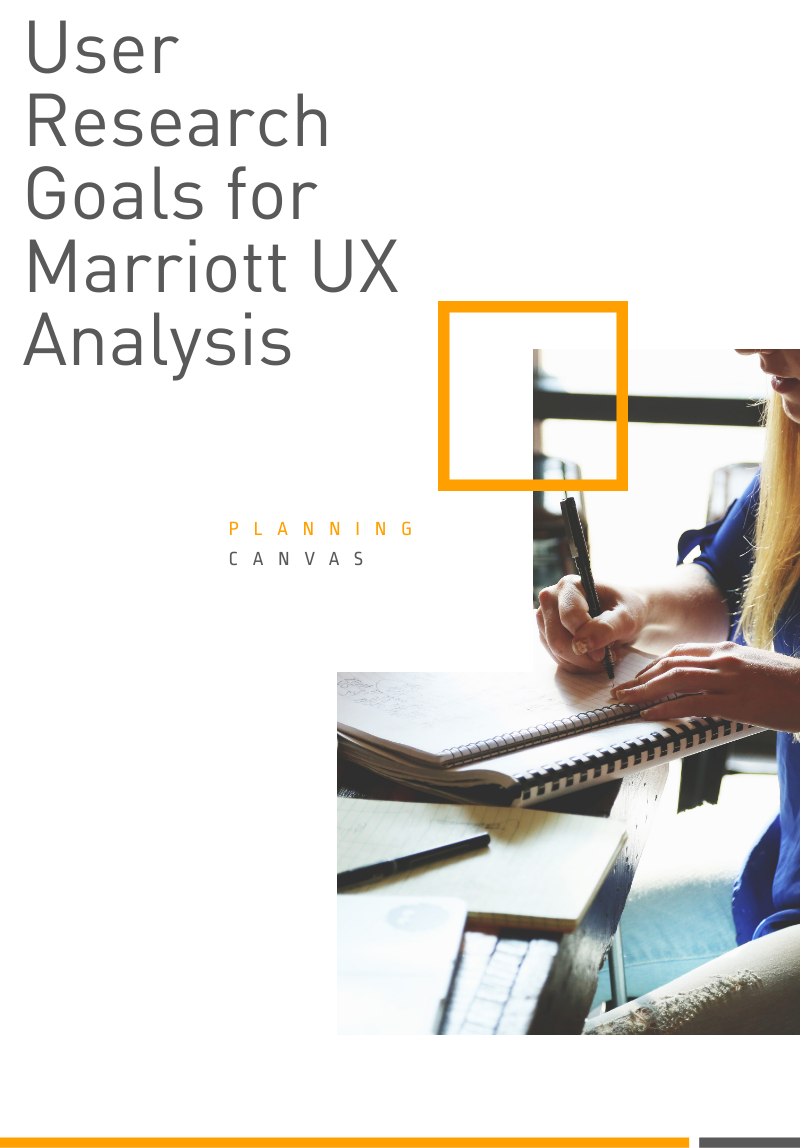 User
Research
Goals for
Marriott UX
Analysis
PLANNING
CANVAS